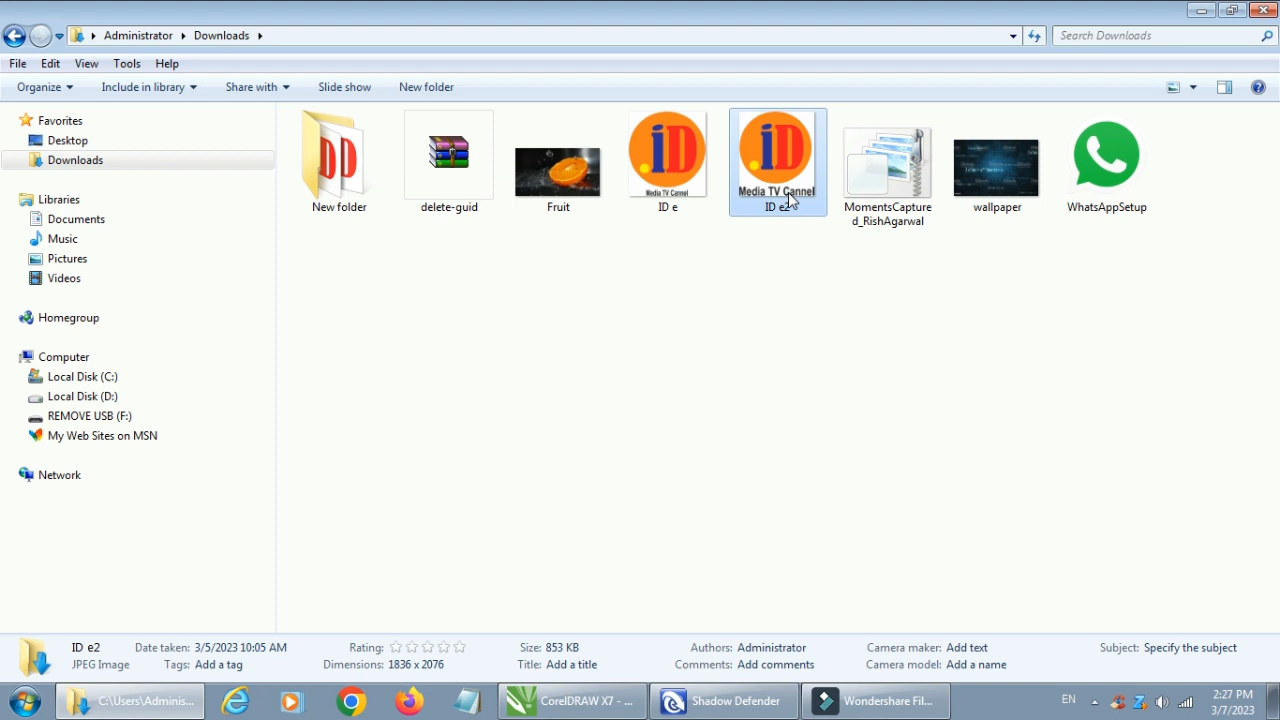 Administrator Downloads
Search Downloads
File Edit View Tools Help
Organize Include in library Share with Slide show New folder
Favorites
Desktop
Downloads
Libraries
Documents
Music
Pictures
Videos
Homegroup
Computer
Local Disk (C:)
Local Disk (D:)
REMOVE USB (F:)
My Web Sites on MSN
Network
DD
New folder
delete-guid
Fruit
.iD
Media TV Cannel
ID e
.iD
Media TV Cannel
ID e2
MomentsCapture
d_RishAgarwal
wallpaper
WhatsAppSetup
ID e2 Date taken: 3/5/2023 10:05 AM Rating: Size: 853 KB Authors: Administrator Camera maker: Add text Subject: Specify the subject
JPEG Image Tags: Add a tag Dimensions: 1836 x 2076 Title: Add a title Comments: Add comments Camera model: Add a name
C:\Users\Adminis... CorelDRAW X7 - ... Shadow Defender Wondershare Fil... EN 2:27 PM
3/7/2023